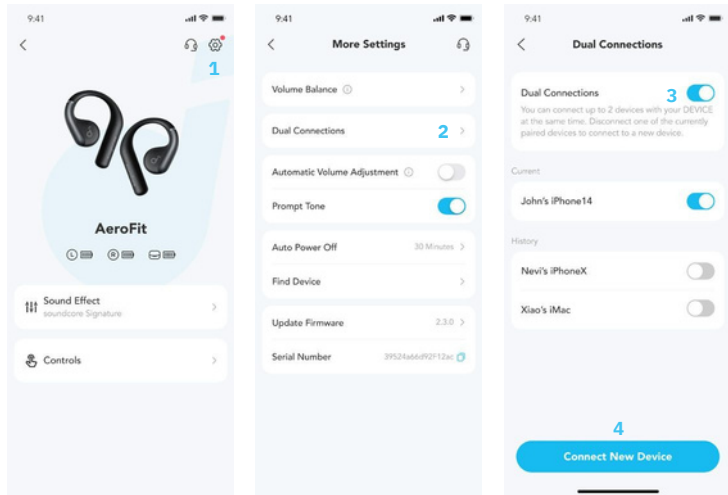 9:41
1
AeroFit
L
R
Sound Effect
soundcore Signature
Controls
9:41
More Settings
Volume Balance
Dual Connections
2
Automatic Volume Adjustment
Prompt Tone
Auto Power Off 30 Minutes
Find Device
Update Firmware 2.3.0
Serial Number 39524a66d92F12ac
9:41
Dual Connections
Dual Connections
3
You can connect up to 2 devices with your DEVICE
at the same time. Disconnect one of the currently
paired devices to connect to a new device.
Current
John's iPhone14
History
Nevi's iPhoneX
Xiao's iMac
4
Connect New Device